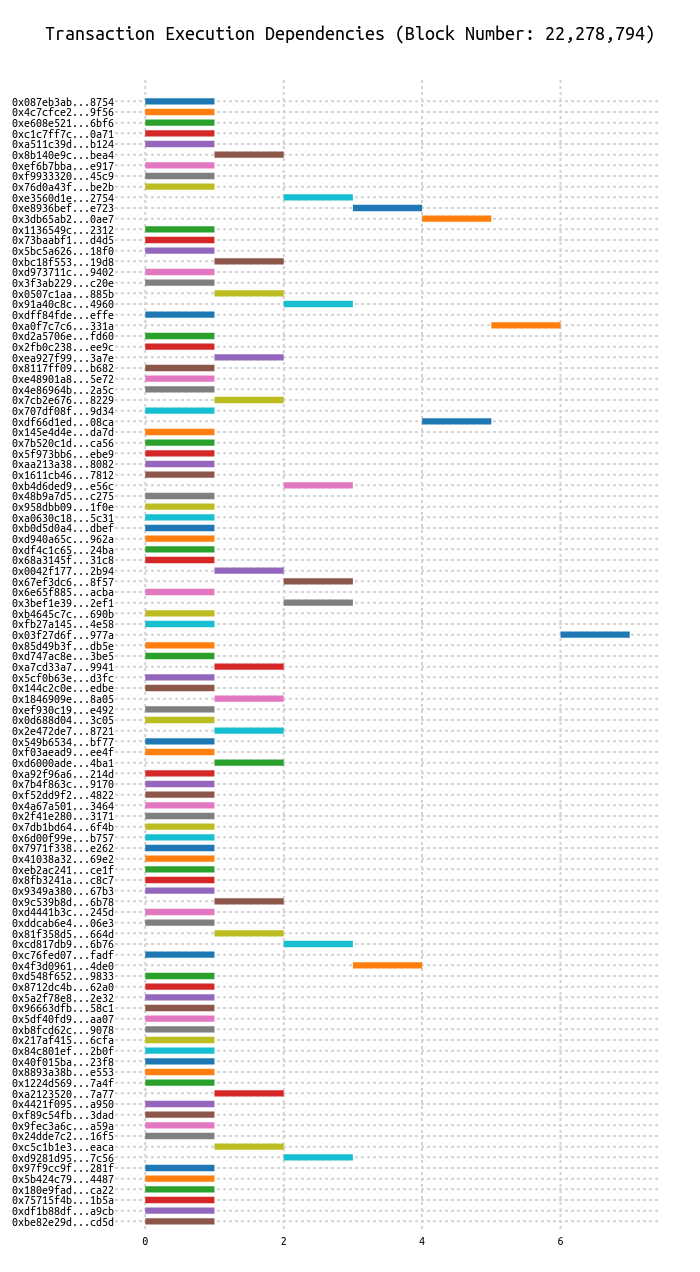 Transaction Execution Dependencies (Block Number: 22,278,794)
0x087eb3ab...8754
0x4c7cfce2...9f56
0xe608e521...6bf6
0xc1c7ff7c...0a71
0xa511c39d...b124
0x8b140e9c...bea4
0xef6b7bba...e917
0xf9933320...45c9
0x76d0a43f...be2b
0xe3560d1e...2754
0xe8936bef...e723
0x3db65ab2...0ae7
0x1136549c...2312
0x73baabf1...d4d5
0x5bc5a626...18f0
0xbc18f553...19d8
0xd973711c...9402
0x3f3ab229...c20e
0x0507c1aa...885b
0x91a40c8c...4960
0xdff84fde...effe
0xa0f7c7c6...331a
0xd2a5706e...fd60
0x2fb0c238...ee9c
0xea927f99...3a7e
0x8117ff09...b682
0xe48901a8...5e72
0x4e86964b...2a5c
0x7cb2e676...8229
0x707df08f...9d34
0xdf66d1ed...08ca
0x145e4d4e...da7d
0x7b520c1d...ca56
0x5f973bb6...ebe9
0xaa213a38...8082
0x1611cb46...7812
0xb4d6ded9...e56c
0x48b9a7d5...c275
0x958dbb09...1f0e
0xa0630c18...5c31
0xb0d5d0a4...dbef
0xd940a65c...962a
0xdf4c1c65...24ba
0x68a3145f...31c8
0x0042f177...2b94
0x67ef3dc6...8f57
0x6e65f885...acba
0x3bef1e39...2ef1
0xb4645c7c...690b
0xfb27a145...4e58
0x03f27d6f...977a
0x85d49b3f...db5e
0xd747ac8e...3be5
0xa7cd33a7...9941
0x5cf0b63e...d3fc
0x144c2c0e...edbe
0x1846909e...8a05
0xef930c19...e492
0x0d688d04...3c05
0x2e472de7...8721
0x549b6534...bf77
0xf03aead9...ee4f
0xd6000ade...4ba1
0xa92f96a6...214d
0x7b4f863c...9170
0xf52dd9f2...4822
0x4a67a501...3464
0x2f41e280...3171
0x7db1bd64...6f4b
0x6d00f99e...b757
0x7971f338...e262
0x41038a32...69e2
0xeb2ac241...ce1f
0x8fb3241a...c8c7
0x9349a380...67b3
0x9c539b8d...6b78
0xd4441b3c...245d
0xddcab6e4...06e3
0x81f358d5...664d
0xcd817db9...6b76
0xc76fed07...fadf
0x4f3d0961...4de0
0xd548f652...9833
0x8712dc4b...62a0
0x5a2f78e8...2e32
0x96663dfb...58c1
0x5df40fd9...aa07
0xb8fcd62c...9078
0x217af415...6cfa
0x84c801ef...2b0f
0x40f015ba...23f8
0x8893a38b...e553
0x1224d569...7a4f
0xa2123520...7a77
0x4421f095...a950
0xf89c54fb...3dad
0x9fec3a6c...a59a
0x24dde7c2...16f5
0xc5c1b1e3...eaca
0xd9281d95...7c56
0x97f9cc9f...281f
0x5b424c79...4487
0x180e9fad...ca22
0x75715f4b...1b5a
0xdf1b88df...a9cb
0xbe82e29d...cd5d
0 2 4 6